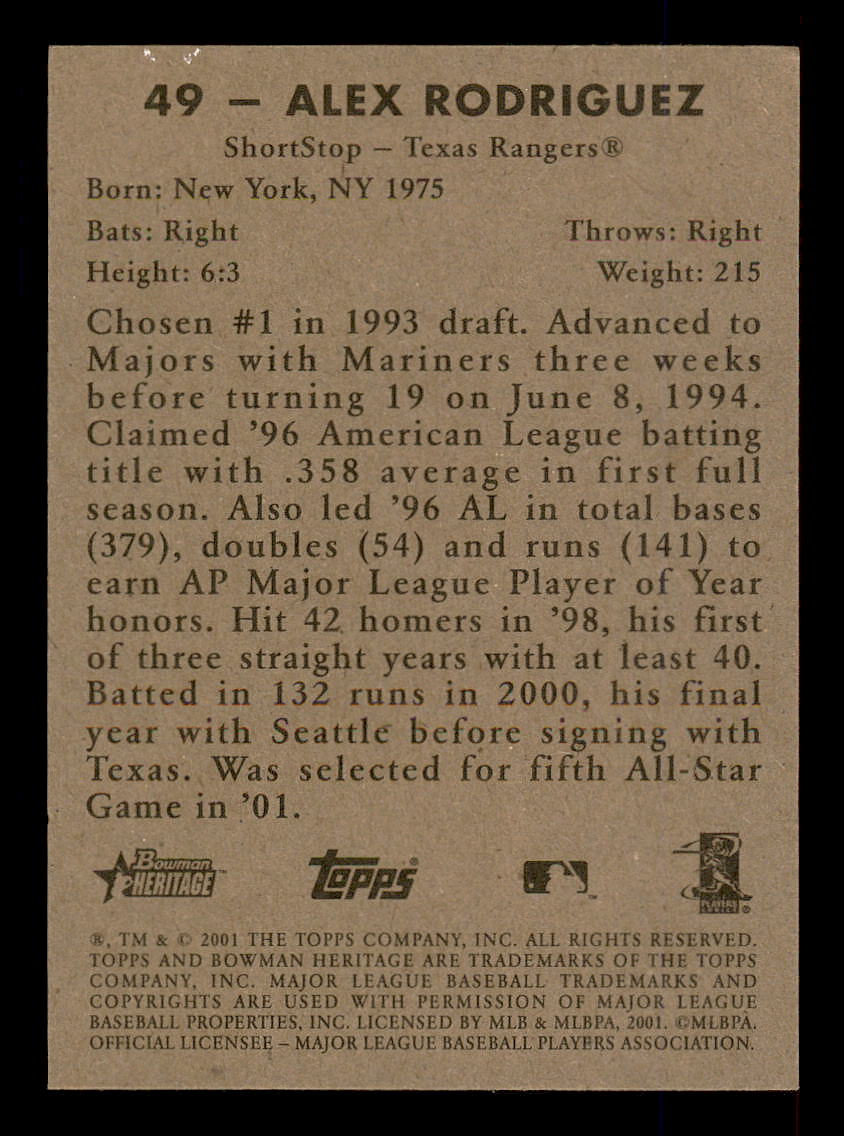 49 – ALEX RODRIGUEZ
ShortStop – Texas Rangers®
Born: New York, NY 1975
Bats: Right Throws: Right
Height: 6:3 Weight: 215
Chosen #1 in 1993 draft. Advanced to
Majors with Mariners three weeks
before turning 19 on June 8, 1994.
Claimed ’96 American League batting
title with .358 average in first full
season. Also led ’96 AL in total bases
(379), doubles (54) and runs (141) to
earn AP Major League Player of Year
honors. Hit 42 homers in ’98, his first
of three straight years with at least 40.
Batted in 132 runs in 2000, his final
year with Seattle before signing with
Texas. Was selected for fifth All-Star
Game in ’01.
Bowman HERITAGE™ topps® ™ PLAYERS CHOICE ®
®, TM & © 2001 THE TOPPS COMPANY, INC. ALL RIGHTS RESERVED.
TOPPS AND BOWMAN HERITAGE ARE TRADEMARKS OF THE TOPPS
COMPANY, INC. MAJOR LEAGUE BASEBALL TRADEMARKS AND
COPYRIGHTS ARE USED WITH PERMISSION OF MAJOR LEAGUE
BASEBALL PROPERTIES, INC. LICENSED BY MLB & MLBPA, 2001. ©MLBPA.
OFFICIAL LICENSEE – MAJOR LEAGUE BASEBALL PLAYERS ASSOCIATION.